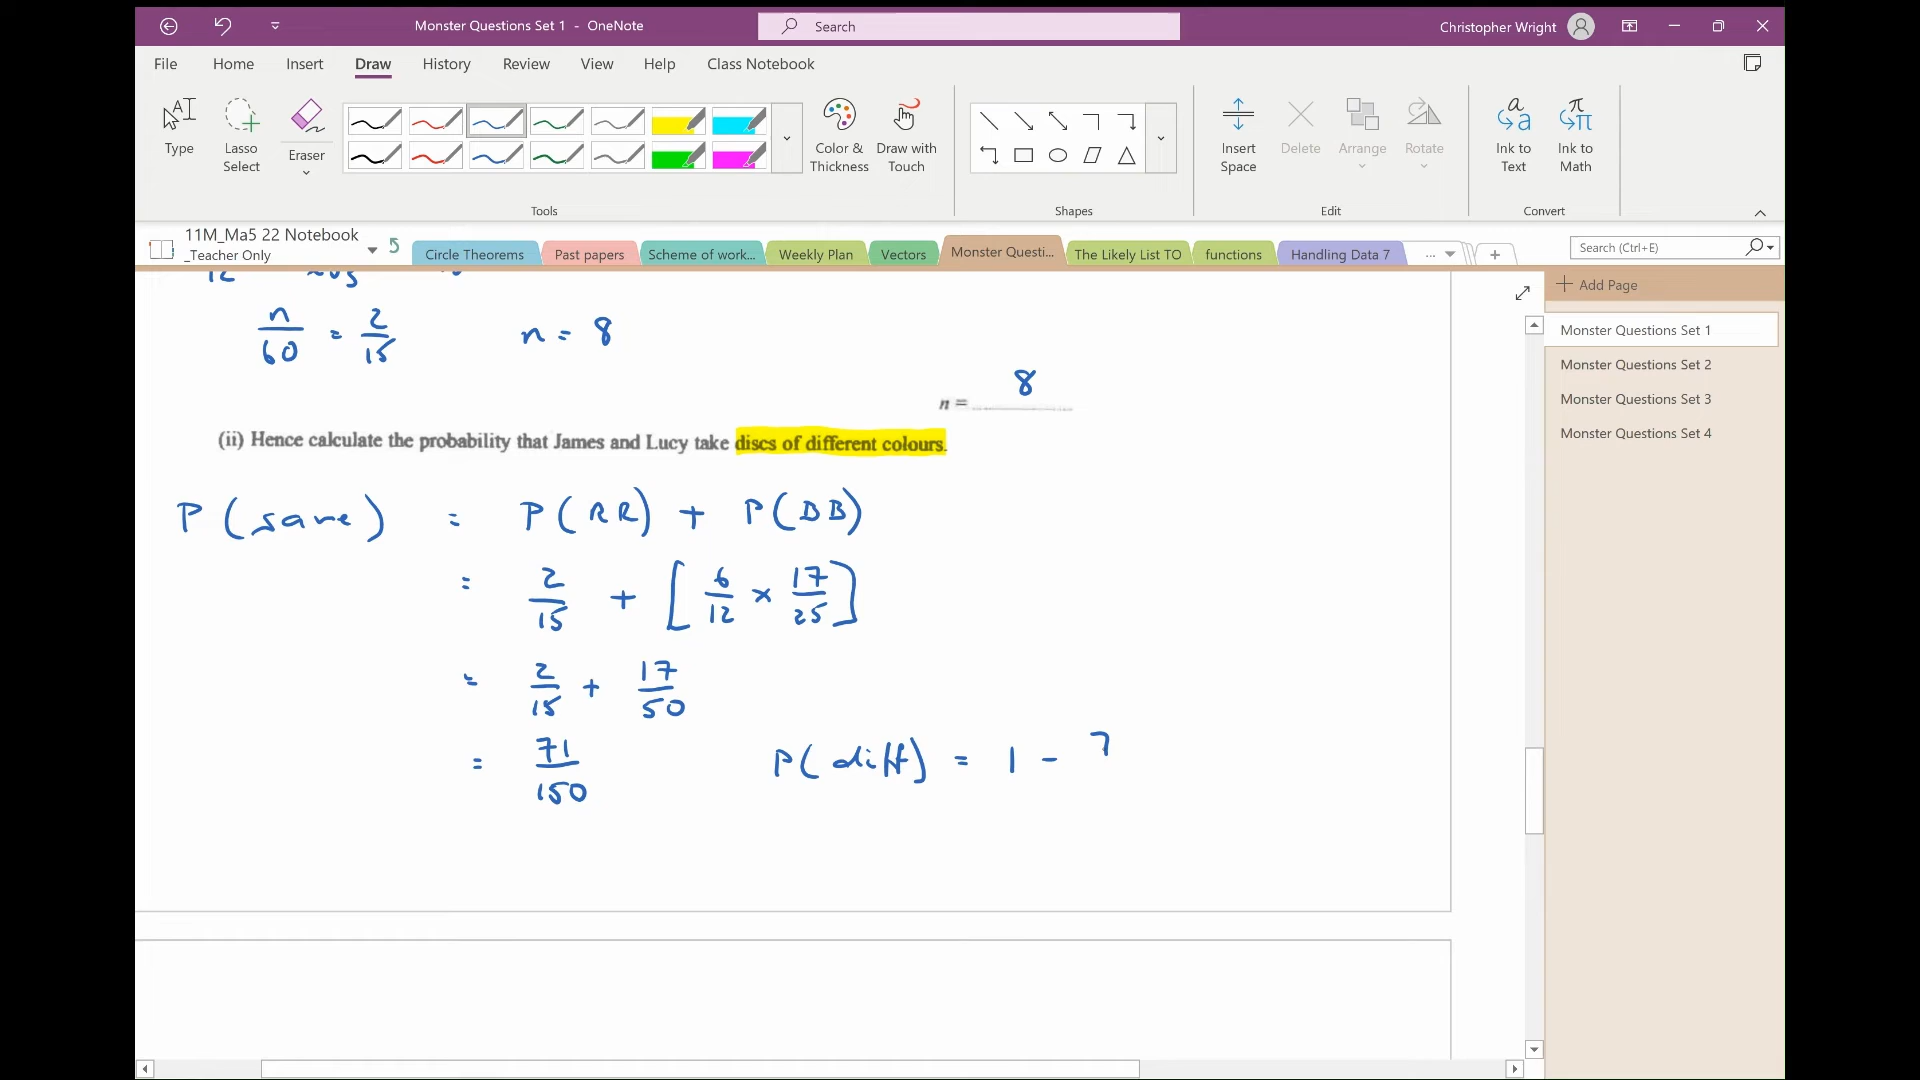 Monster Questions Set 1 - OneNote
Search
Christopher Wright
File Home Insert Draw History Review View Help Class Notebook
Type
Lasso Select
Eraser
Color & Thickness
Draw with Touch
Insert Space
Delete
Arrange
Rotate
Ink to Text
Ink to Math
Tools
Shapes
Edit
Convert
11M_Ma5 22 Notebook
_Teacher Only
Circle Theorems
Past papers
Scheme of work...
Weekly Plan
Vectors
Monster Questi...
The Likely List TO
functions
Handling Data 7
...
Search (Ctrl+E)
Add Page
Monster Questions Set 1
Monster Questions Set 2
Monster Questions Set 3
Monster Questions Set 4
n/60 = 2/15 n = 8
n = 8
(ii) Hence calculate the probability that James and Lucy take discs of different colours.
P(same) = P(RR) + P(BB)
= 2/15 + [6/12 × 17/25]
= 2/15 + 17/50
= 71/150 P(diff) = 1 - 7